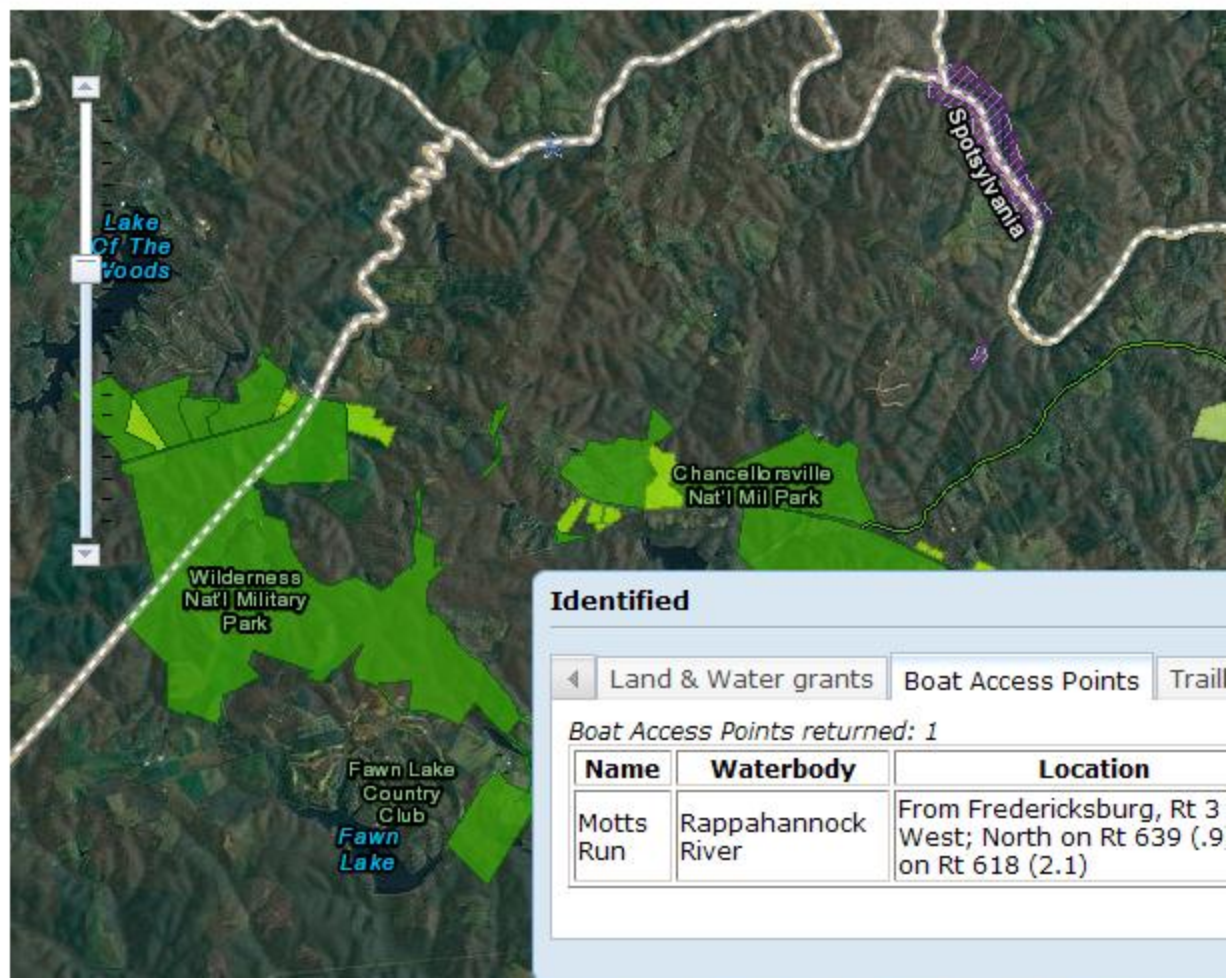 Spotsylvania
Lake
Of The
Woods
Chancellorsville
Nat'l Mil Park
Wilderness
Nat'l Military
Park
Fawn Lake
Country
Club
Fawn
Lake
Identified
Land & Water grants
Boat Access Points
Boat Access Points returned: 1
Name Waterbody Location
Motts
Run
Rappahannock
River
From Fredericksburg, Rt 3
West; North on Rt 639 (.9
on Rt 618 (2.1)